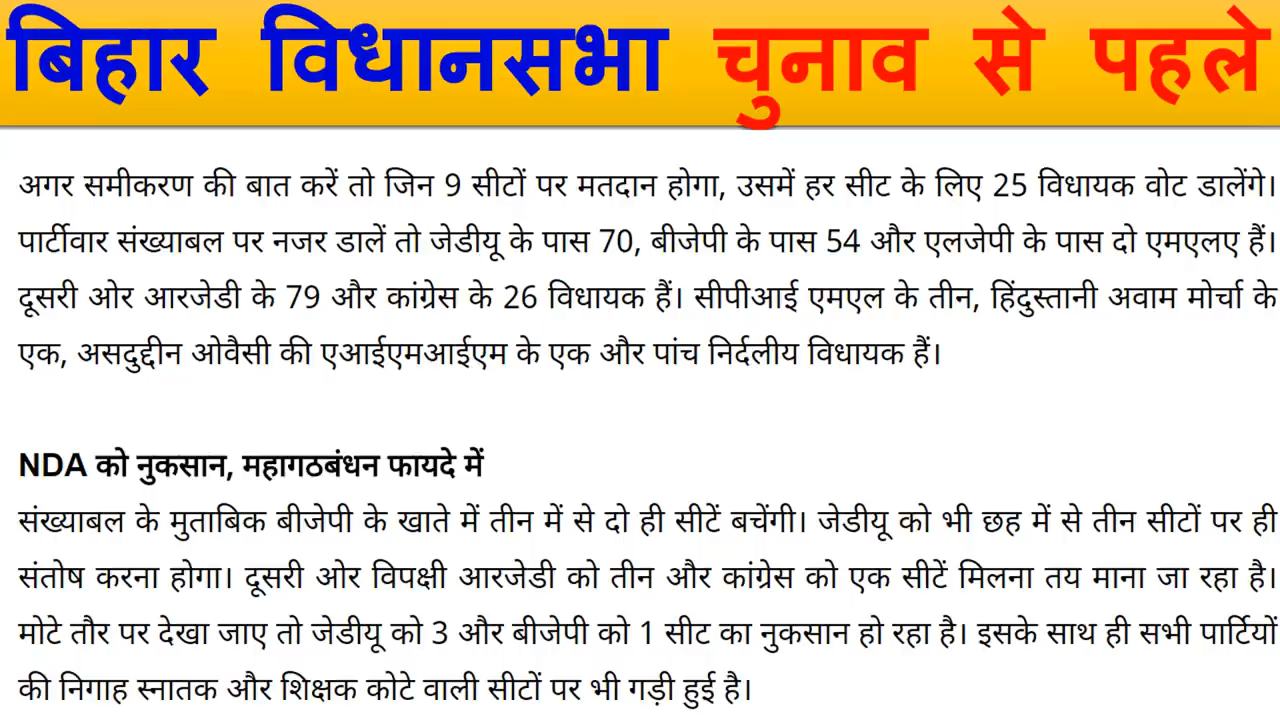 बिहार विधानसभा चुनाव से पहले
अगर समीकरण की बात करें तो जिन 9 सीटों पर मतदान होगा, उसमें हर सीट के लिए 25 विधायक वोट डालेंगे।
पार्टीवार संख्याबल पर नजर डालें तो जेडीयू के पास 70, बीजेपी के पास 54 और एलजेपी के पास दो एमएलए हैं।
दूसरी ओर आरजेडी के 79 और कांग्रेस के 26 विधायक हैं। सीपीआई एमएल के तीन, हिंदुस्तानी अवाम मोर्चा के
एक, असदुद्दीन ओवैसी की एआईएमआईएम के एक और पांच निर्दलीय विधायक हैं।
NDA को नुकसान, महागठबंधन फायदे में
संख्याबल के मुताबिक बीजेपी के खाते में तीन में से दो ही सीटें बचेंगी। जेडीयू को भी छह में से तीन सीटों पर ही
संतोष करना होगा। दूसरी ओर विपक्षी आरजेडी को तीन और कांग्रेस को एक सीटें मिलना तय माना जा रहा है।
मोटे तौर पर देखा जाए तो जेडीयू को 3 और बीजेपी को 1 सीट का नुकसान हो रहा है। इसके साथ ही सभी पार्टियों
की निगाह स्नातक और शिक्षक कोटे वाली सीटों पर भी गड़ी हुई है।